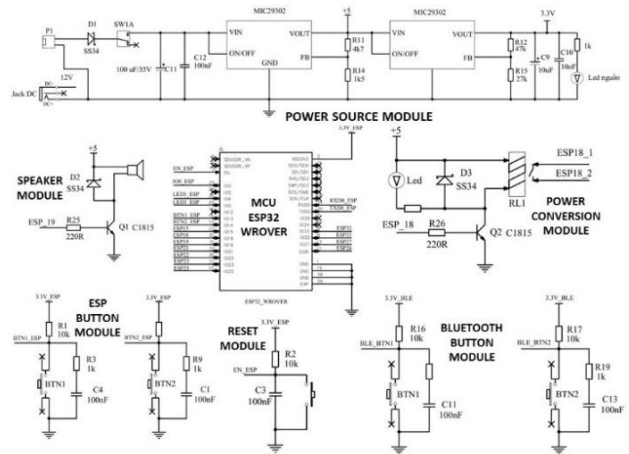 P1
D1
SS34
SW1A
12V
Jack DC
DC-
DC+
100 uF/35V
C11
C12
100nF
MIC29302
VIN
VOUT
ON/OFF
FB
GND
+5
R11
4k7
R14
1k5
MIC29302
VIN
VOUT
ON/OFF
FB
3.3V
R12
47k
R15
27k
C9
10uF
C10
10nF
1k
Led nguồn
POWER SOURCE MODULE
SPEAKER
MODULE
+5
D2
SS34
ESP_19
R25
220R
Q1
C1815
3.3V_ESP
EN_ESP
MCU
ESP32
WROVER
RXD0_ESP
TXD0_ESP
BTN1_ESP
BTN2_ESP
ESP32_WROVER
+5
Led
D3
SS34
RL1
ESP18_1
ESP18_2
ESP_18
R26
220R
Q2
C1815
POWER
CONVERSION
MODULE
ESP
BUTTON
MODULE
3.3V_ESP
R1
10k
BTN1_ESP
R3
1k
BTN1
C4
100nF
3.3V_ESP
BTN2_ESP
R9
1k
BTN2
C1
100nF
RESET
MODULE
3.3V_ESP
R2
10k
EN_ESP
C3
100nF
BLUETOOTH
BUTTON
MODULE
3.3V_BLE
R16
10k
BLE_BTN1
BTN1
1k
C11
100nF
3.3V_BLE
R17
10k
BLE_BTN2
R19
1k
BTN2
C13
100nF